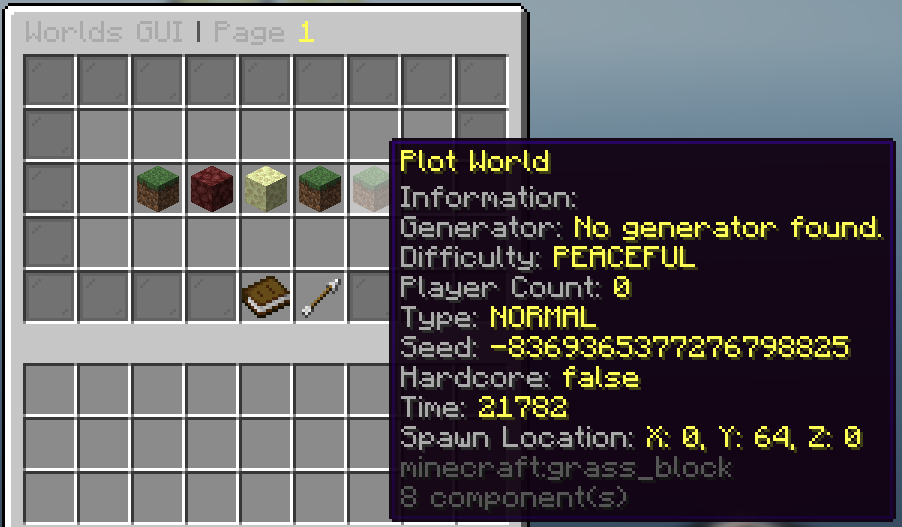 Worlds GUI | Page 1
Plot World
Information:
Generator: No generator found.
Difficulty: PEACEFUL
Player Count: 0
Type: NORMAL
Seed: -8369365377276798825
Hardcore: false
Time: 21782
Spawn Location: X: 0, Y: 64, Z: 0
minecraft:grass_block
8 component(s)